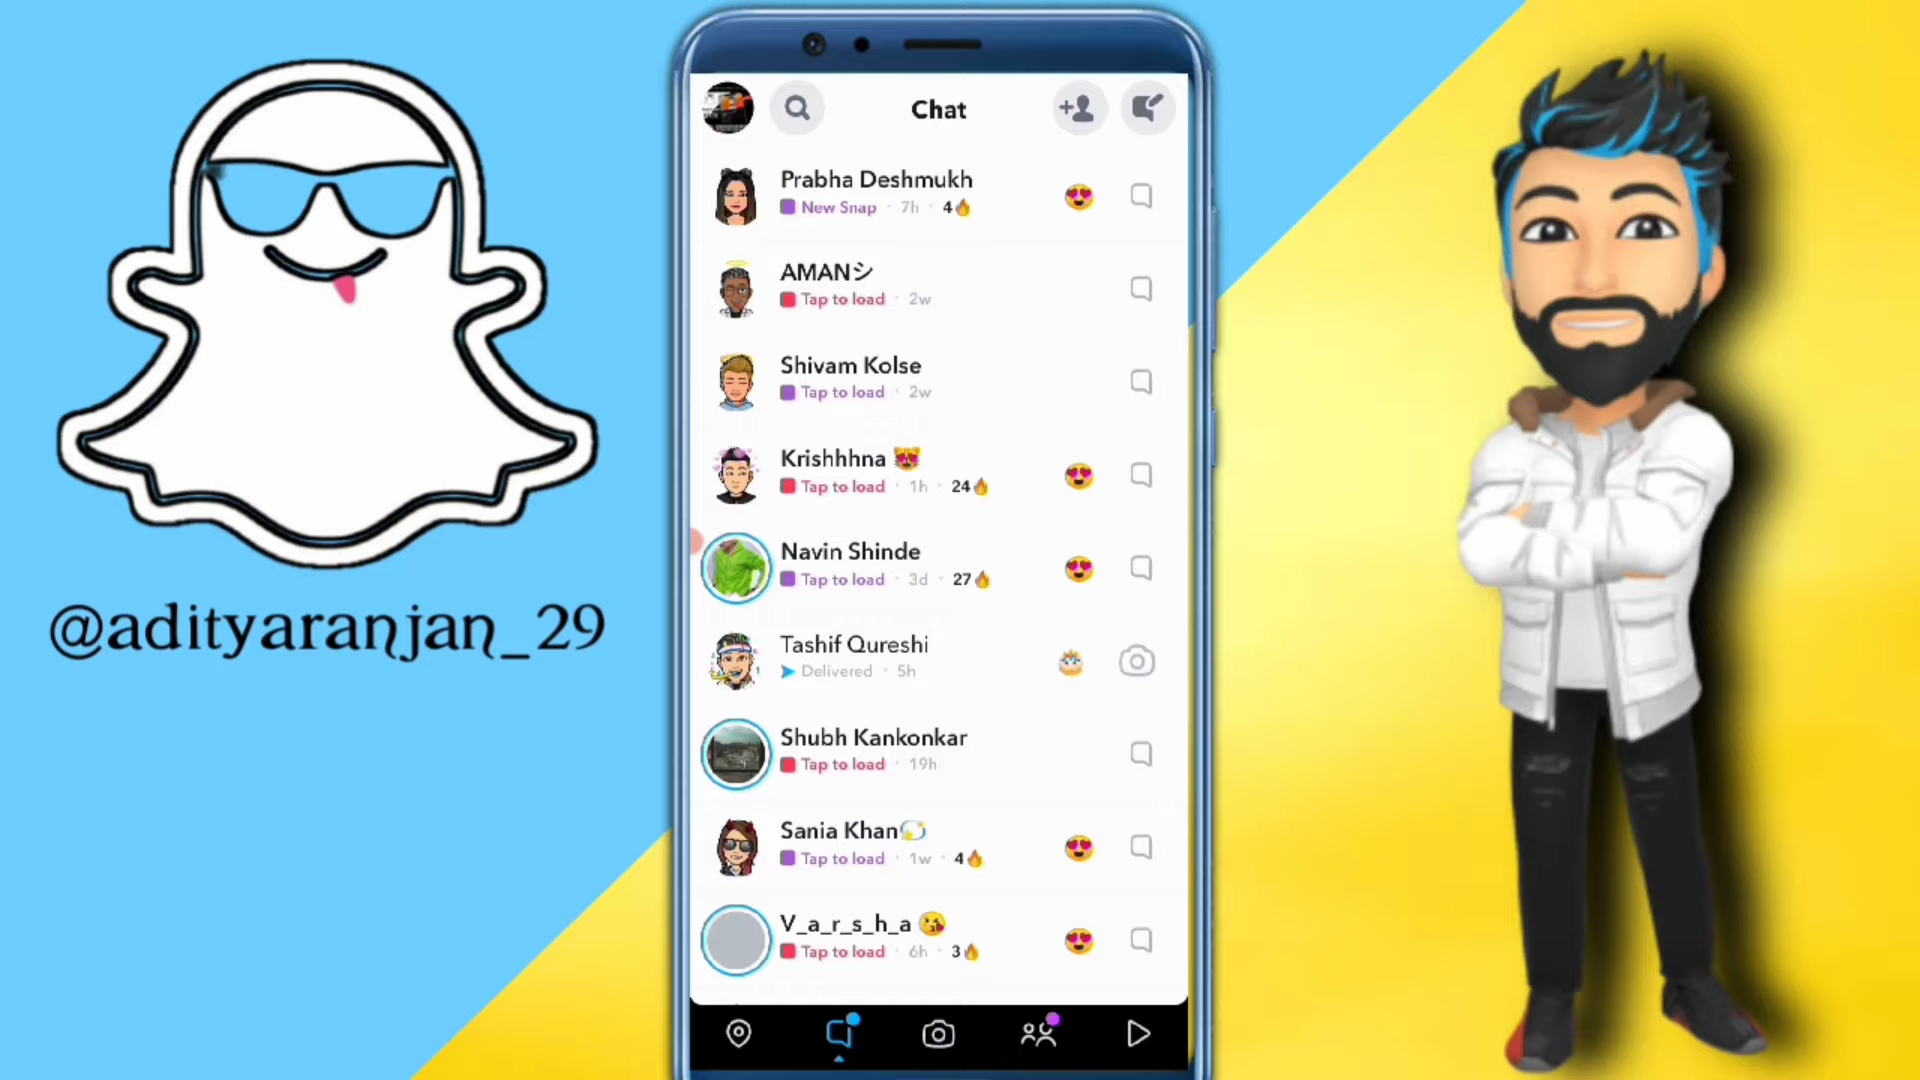 Chat
Prabha Deshmukh
New Snap · 7h · 4🔥
AMANシ
Tap to load · 2w
Shivam Kolse
Tap to load · 2w
Krishhhna 😻
Tap to load · 1h · 24🔥
Navin Shinde
Tap to load · 3d · 27🔥
Tashif Qureshi
Delivered · 5h
Shubh Kankonkar
Tap to load · 19h
Sania Khan💫
Tap to load · 1w · 4🔥
V_a_r_s_h_a 😘
Tap to load · 6h · 3🔥
@adityaranjan_29